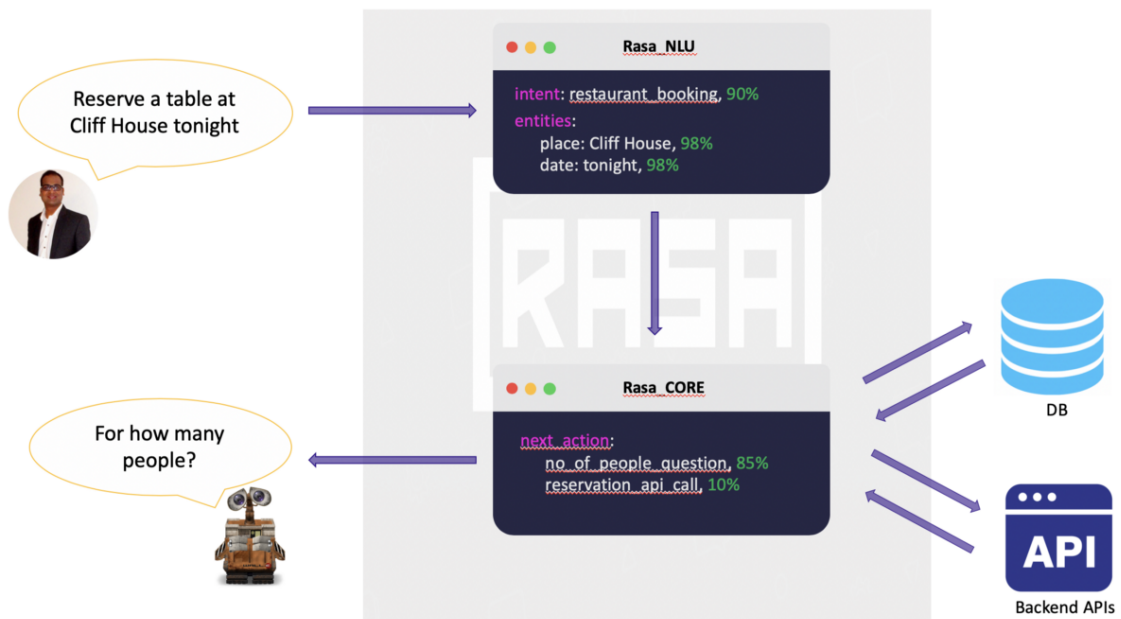 Reserve a table at
Cliff House tonight
Rasa_NLU
intent: restaurant_booking, 90%
entities:
place: Cliff House, 98%
date: tonight, 98%
RASA
Rasa_CORE
next_action:
no_of_people_question, 85%
reservation_api_call, 10%
For how many
people?
DB
API
Backend APIs